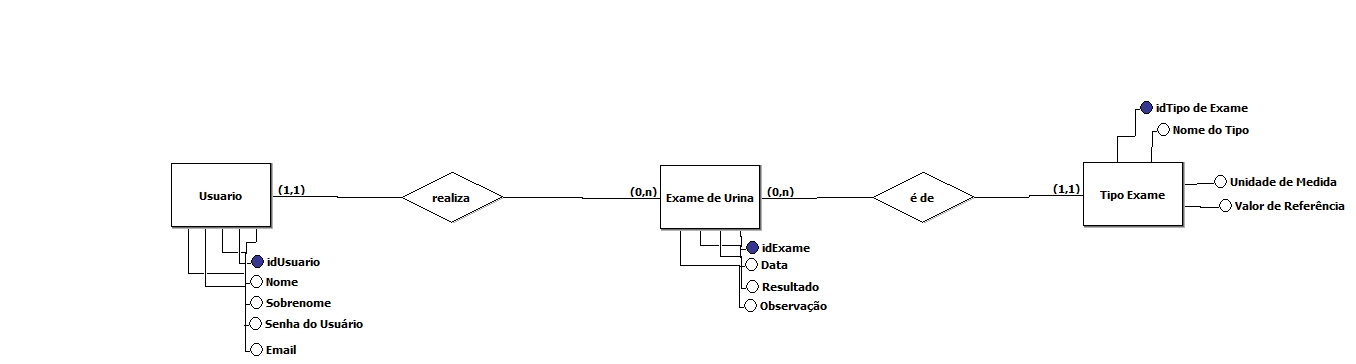 idTipo de Exame
Nome do Tipo
Usuario
(1,1)
realiza
(0,n)
Exame de Urina
(0,n)
é de
(1,1)
Tipo Exame
Unidade de Medida
Valor de Referência
idUsuario
Nome
Sobrenome
Senha do Usuário
Email
idExame
Data
Resultado
Observação